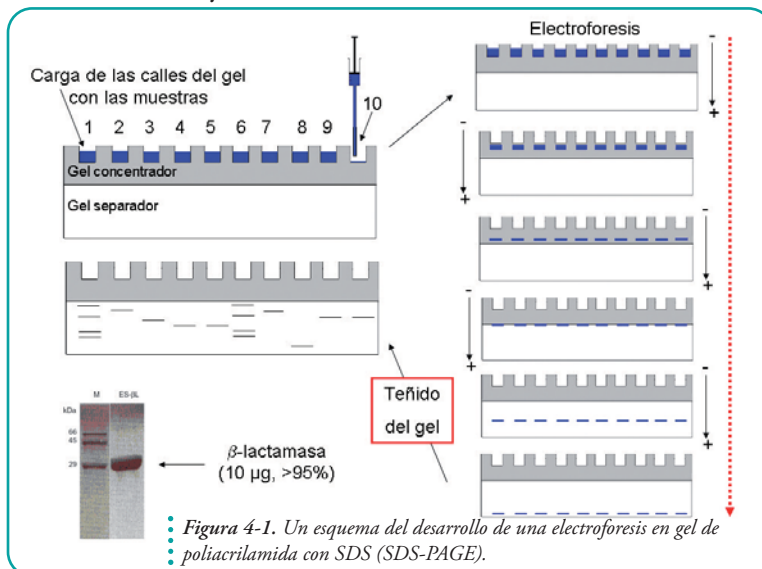 Electroforesis
Carga de las calles del gel
con las muestras
1 2 3 4 5 6 7 8 9 10
Gel concentrador
Gel separador
-
+
-
+
-
+
-
+
-
+
Teñido
del gel
M ES-βL
kDa
66
45
29
β-lactamasa
(10 µg, >95%)
Figura 4-1. Un esquema del desarrollo de una electroforesis en gel de
poliacrilamida con SDS (SDS-PAGE).